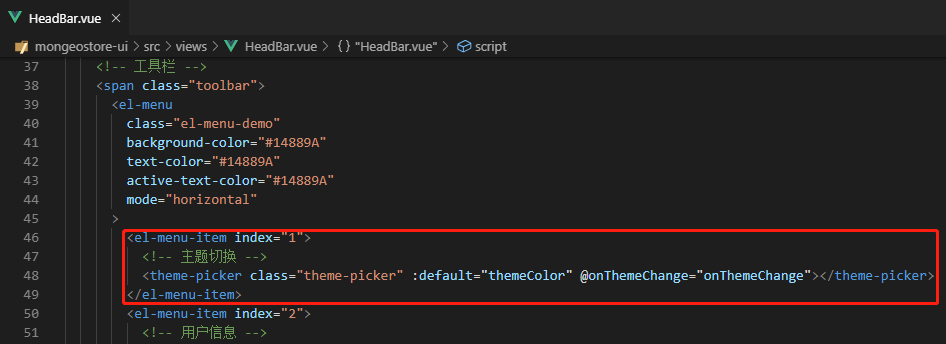 HeadBar.vue ×
mongeostore-ui > src > views > HeadBar.vue > {} "HeadBar.vue" > script
37 <!-- 工具栏 -->
38 <span class="toolbar">
39 <el-menu
40 class="el-menu-demo"
41 background-color="#14889A"
42 text-color="#14889A"
43 active-text-color="#14889A"
44 mode="horizontal"
45 >
46 <el-menu-item index="1">
47 <!-- 主题切换 -->
48 <theme-picker class="theme-picker" :default="themeColor" @onThemeChange="onThemeChange"></theme-picker>
49 </el-menu-item>
50 <el-menu-item index="2">
51 <!-- 用户信息 -->